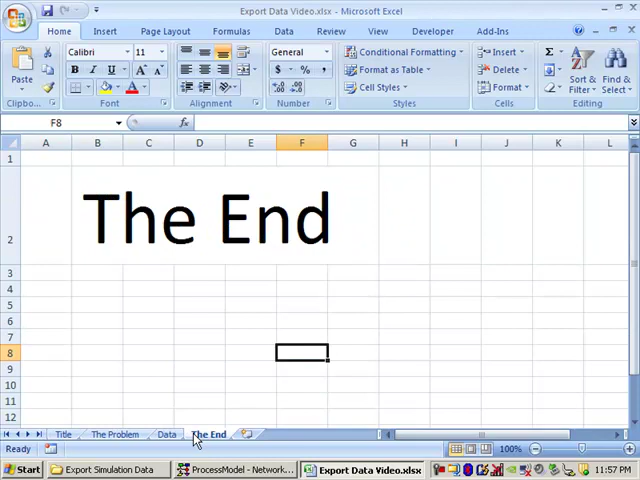 Export Data Video.xlsx - Microsoft Excel
Home Insert Page Layout Formulas Data Review View Developer Add-Ins
Calibri 11 General Conditional Formatting Insert Σ
Paste B I U A $ % , Format as Table Delete Sort & Filter Find & Select
Cell Styles Format
Clipboard Font Alignment Number Styles Cells Editing
F8 fx
A B C D E F G H I J K L
1
2 The End
3
4
5
6
7
8
9
10
11
12
Title The Problem Data The End
Ready 100%
Start Export Simulation Data ProcessModel - Network... Export Data Video.xlsx 11:57 PM